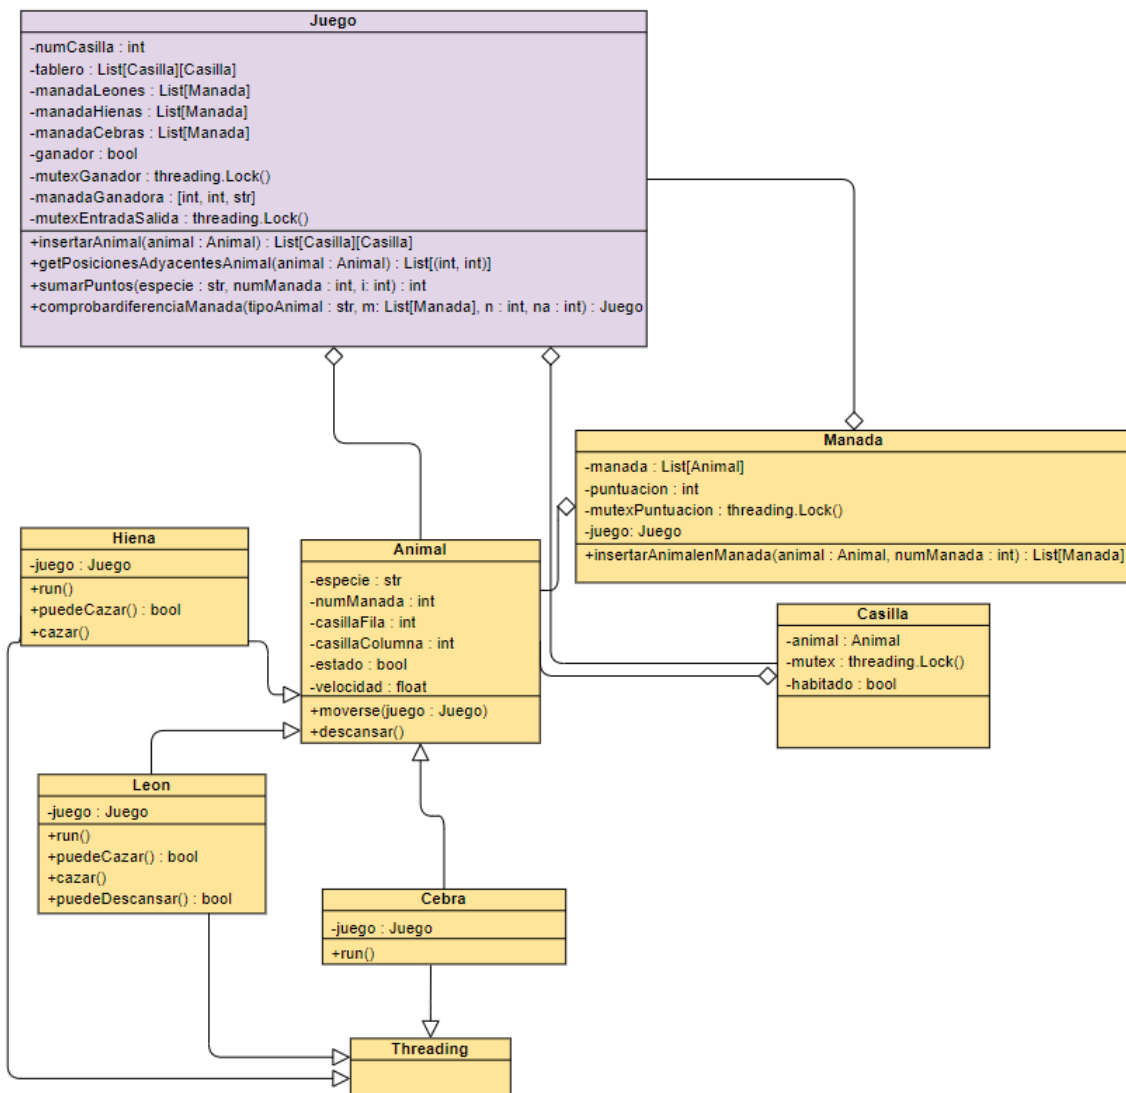 Juego
-numCasilla : int
-tablero : List[Casilla][Casilla]
-manadaLeones : List[Manada]
-manadaHienas : List[Manada]
-manadaCebras : List[Manada]
-ganador : bool
-mutexGanador : threading.Lock()
-manadaGanadora : [int, int, str]
-mutexEntradaSalida : threading.Lock()
+insertarAnimal(animal : Animal) : List[Casilla][Casilla]
+getPosicionesAdyacentesAnimal(animal : Animal) : List[(int, int)]
+sumarPuntos(especie : str, numManada : int, i: int) : int
+comprobardiferenciaManada(tipoAnimal : str, m: List[Manada], n : int, na : int) : Juego
Manada
-manada : List[Animal]
-puntuacion : int
-mutexPuntuacion : threading.Lock()
-juego: Juego
+insertarAnimalenManada(animal : Animal, numManada : int) : List[Manada]
Hiena
-juego : Juego
+run()
+puedeCazar() : bool
+cazar()
Animal
-especie : str
-numManada : int
-casillaFila : int
-casillaColumna : int
-estado : bool
-velocidad : float
+moverse(juego : Juego)
+descansar()
Casilla
-animal : Animal
-mutex : threading.Lock()
-habitado : bool
Leon
-juego : Juego
+run()
+puedeCazar() : bool
+cazar()
+puedeDescansar() : bool
Cebra
-juego : Juego
+run()
Threading